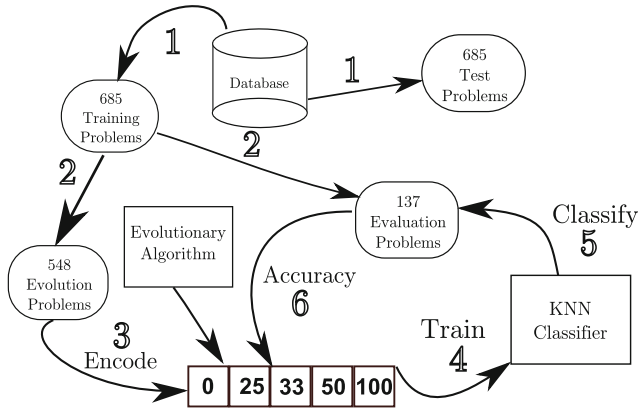 1
Database
1
685
Test
Problems
685
Training
Problems
2
2
137
Evaluation
Problems
Evolutionary
Algorithm
548
Evolution
Problems
Accuracy
6
Classify
5
KNN
Classifier
3
Encode
Train
4
0 25 33 50 100